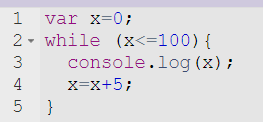 1 var x=0;
2 while (x<=100){
3 console.log(x);
4 x=x+5;
5 }